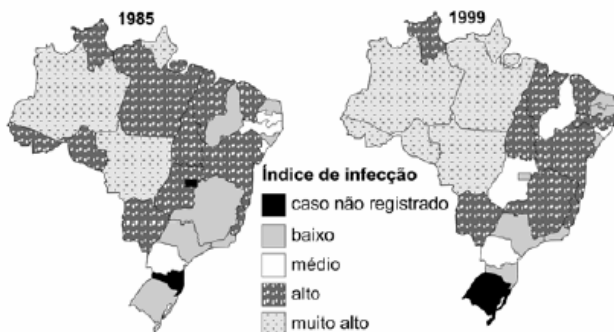 1985
1999
Índice de infecção
caso não registrado
baixo
médio
alto
muito alto